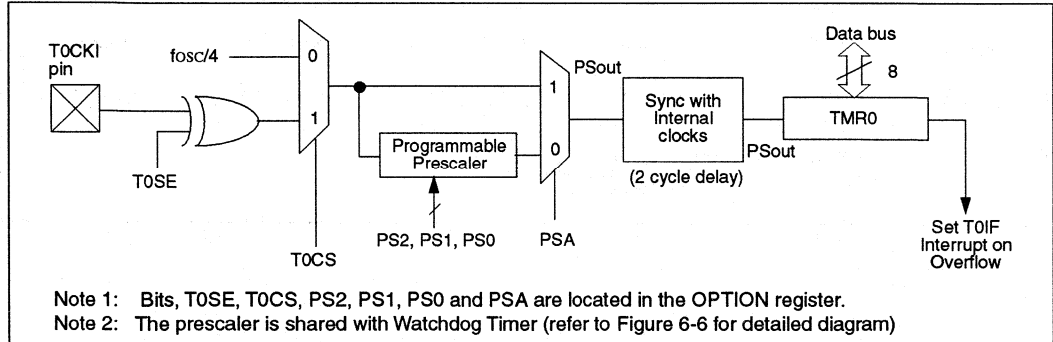 T0CKI
pin
fosc/4
0
1
T0SE
T0CS
Programmable
Prescaler
PS2, PS1, PS0
1
0
PSA
PSout
Sync with
Internal
clocks
(2 cycle delay)
PSout
Data bus
8
TMR0
Set T0IF
Interrupt on
Overflow
Note 1: Bits, T0SE, T0CS, PS2, PS1, PS0 and PSA are located in the OPTION register.
Note 2: The prescaler is shared with Watchdog Timer (refer to Figure 6-6 for detailed diagram)